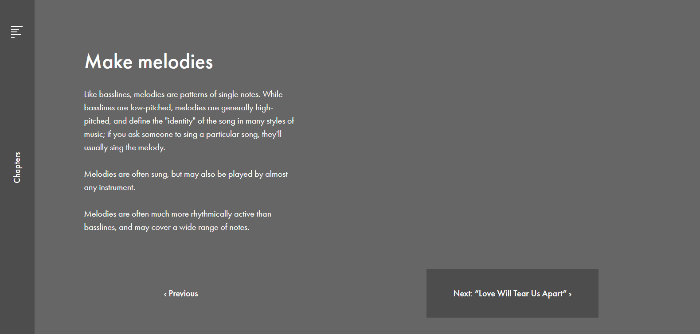 Chapters
Make melodies
Like basslines, melodies are patterns of single notes. While
basslines are low-pitched, melodies are generally high-
pitched, and define the "identity" of the song in many styles of
music; if you ask someone to sing a particular song, they'll
usually sing the melody.
Melodies are often sung, but may also be played by almost
any instrument.
Melodies are often much more rhythmically active than
basslines, and may cover a wide range of notes.
‹ Previous
Next: “Love Will Tear Us Apart” ›